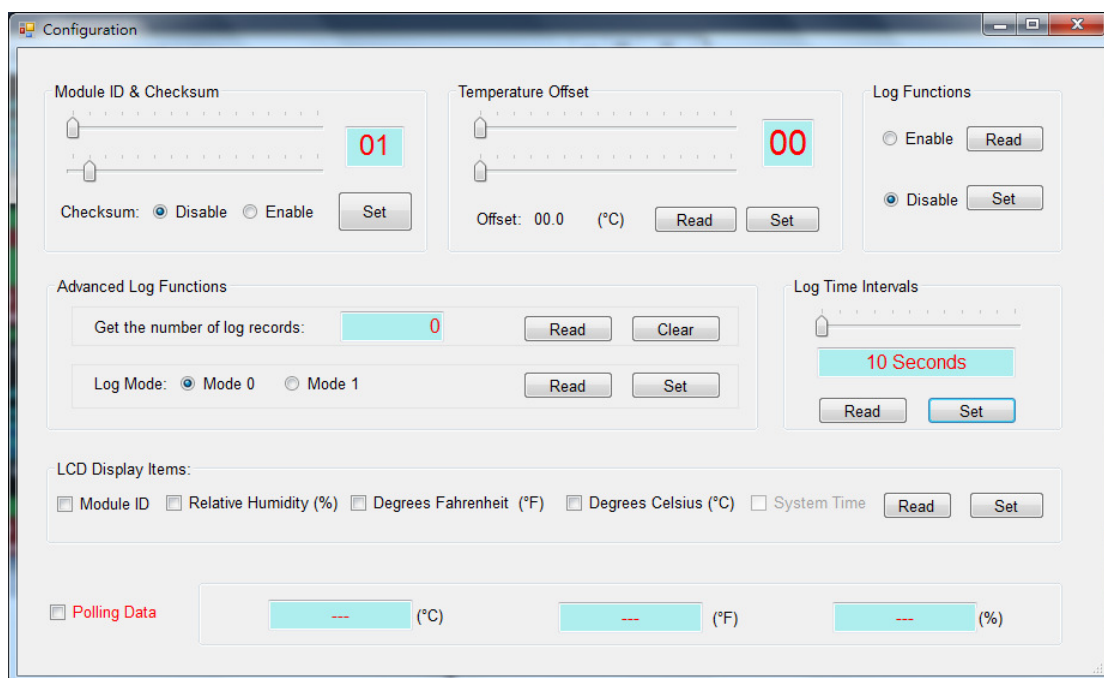 Configuration
Module ID & Checksum
01
Checksum: Disable Enable Set
Temperature Offset
00
Offset: 00.0 (°C) Read Set
Log Functions
Enable Read
Disable Set
Advanced Log Functions
Get the number of log records: 0 Read Clear
Log Mode: Mode 0 Mode 1 Read Set
Log Time Intervals
10 Seconds
Read Set
LCD Display Items:
Module ID Relative Humidity (%) Degrees Fahrenheit (°F) Degrees Celsius (°C) System Time Read Set
Polling Data --- (°C) --- (°F) --- (%)